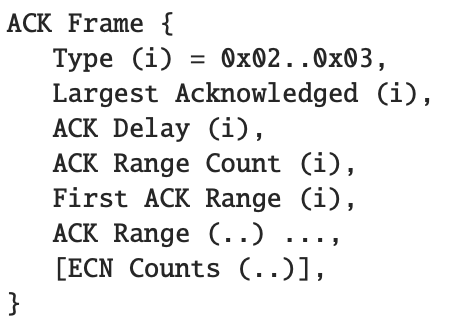 ACK Frame {
Type (i) = 0x02..0x03,
Largest Acknowledged (i),
ACK Delay (i),
ACK Range Count (i),
First ACK Range (i),
ACK Range (..) ...,
[ECN Counts (..)],
}